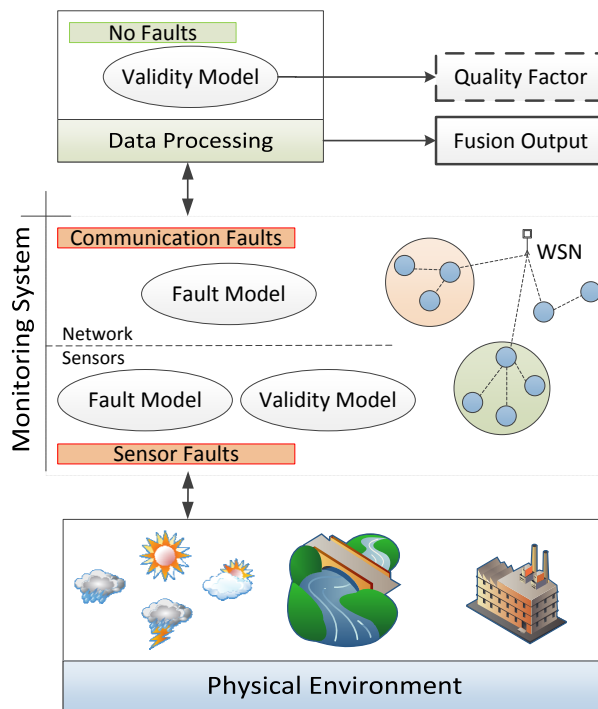 No Faults
Validity Model
Quality Factor
Data Processing
Fusion Output
Monitoring System
Communication Faults
WSN
Fault Model
Network
Sensors
Fault Model
Validity Model
Sensor Faults
Physical Environment